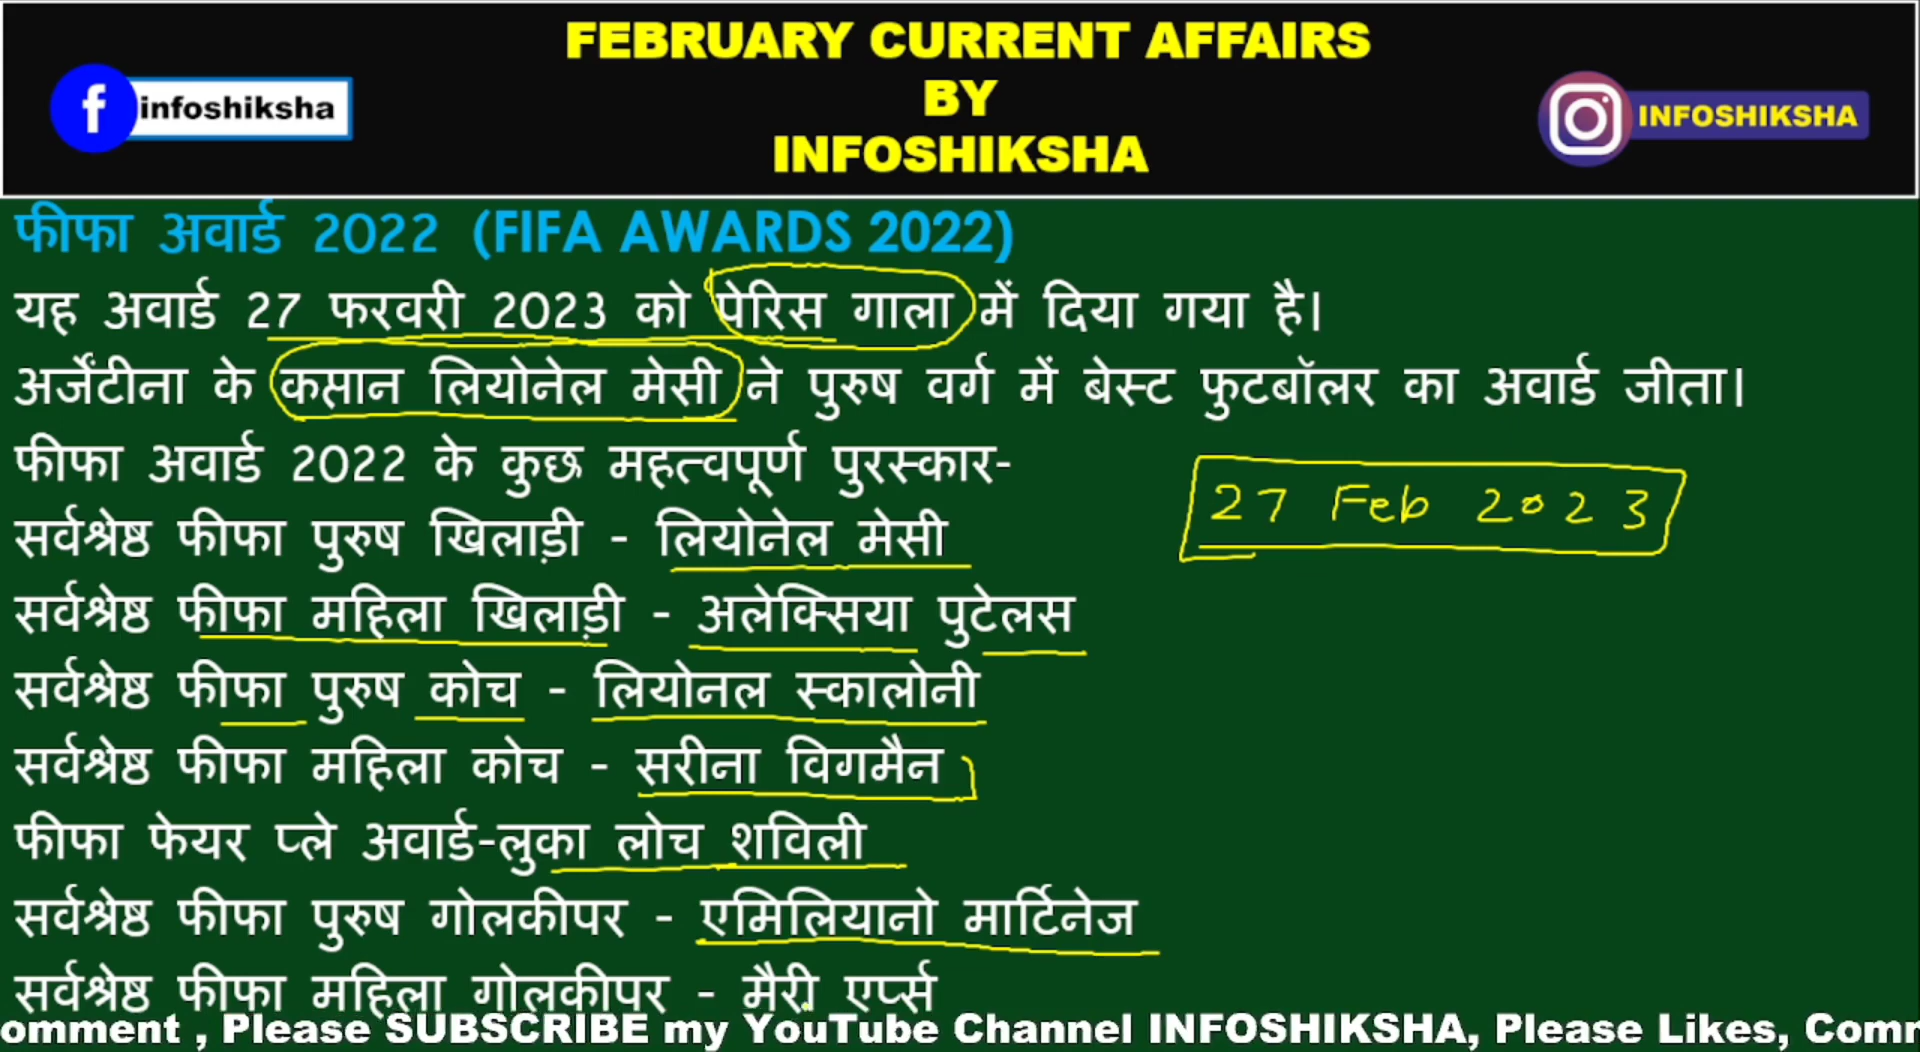 FEBRUARY CURRENT AFFAIRS
BY
INFOSHIKSHA
f infoshiksha
INFOSHIKSHA
फीफा अवार्ड 2022 (FIFA AWARDS 2022)
यह अवार्ड 27 फरवरी 2023 को पेरिस गाला में दिया गया है।
अर्जेंटीना के कप्तान लियोनेल मेसी ने पुरुष वर्ग में बेस्ट फुटबॉलर का अवार्ड जीता।
फीफा अवार्ड 2022 के कुछ महत्वपूर्ण पुरस्कार-
27 Feb 2023
सर्वश्रेष्ठ फीफा पुरुष खिलाड़ी - लियोनेल मेसी
सर्वश्रेष्ठ फीफा महिला खिलाड़ी - अलेक्सिया पुटेलस
सर्वश्रेष्ठ फीफा पुरुष कोच - लियोनल स्कालोनी
सर्वश्रेष्ठ फीफा महिला कोच - सरीना विगमैन
फीफा फेयर प्ले अवार्ड-लुका लोच शविली
सर्वश्रेष्ठ फीफा पुरुष गोलकीपर - एमिलियानो मार्टिनेज
सर्वश्रेष्ठ फीफा महिला गोलकीपर - मैरी एर्प्स
omment , Please SUBSCRIBE my YouTube Channel INFOSHIKSHA, Please Likes, Comm